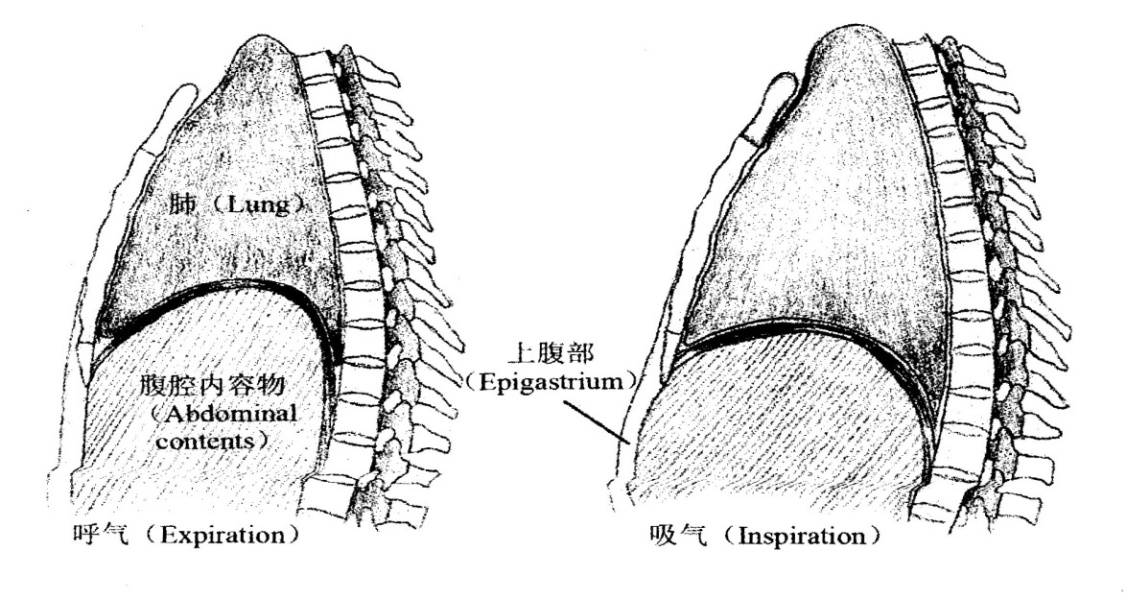 肺（Lung）
腹腔内容物
（Abdominal
contents）
呼气（Expiration）
上腹部
（Epigastrium）
吸气（Inspiration）